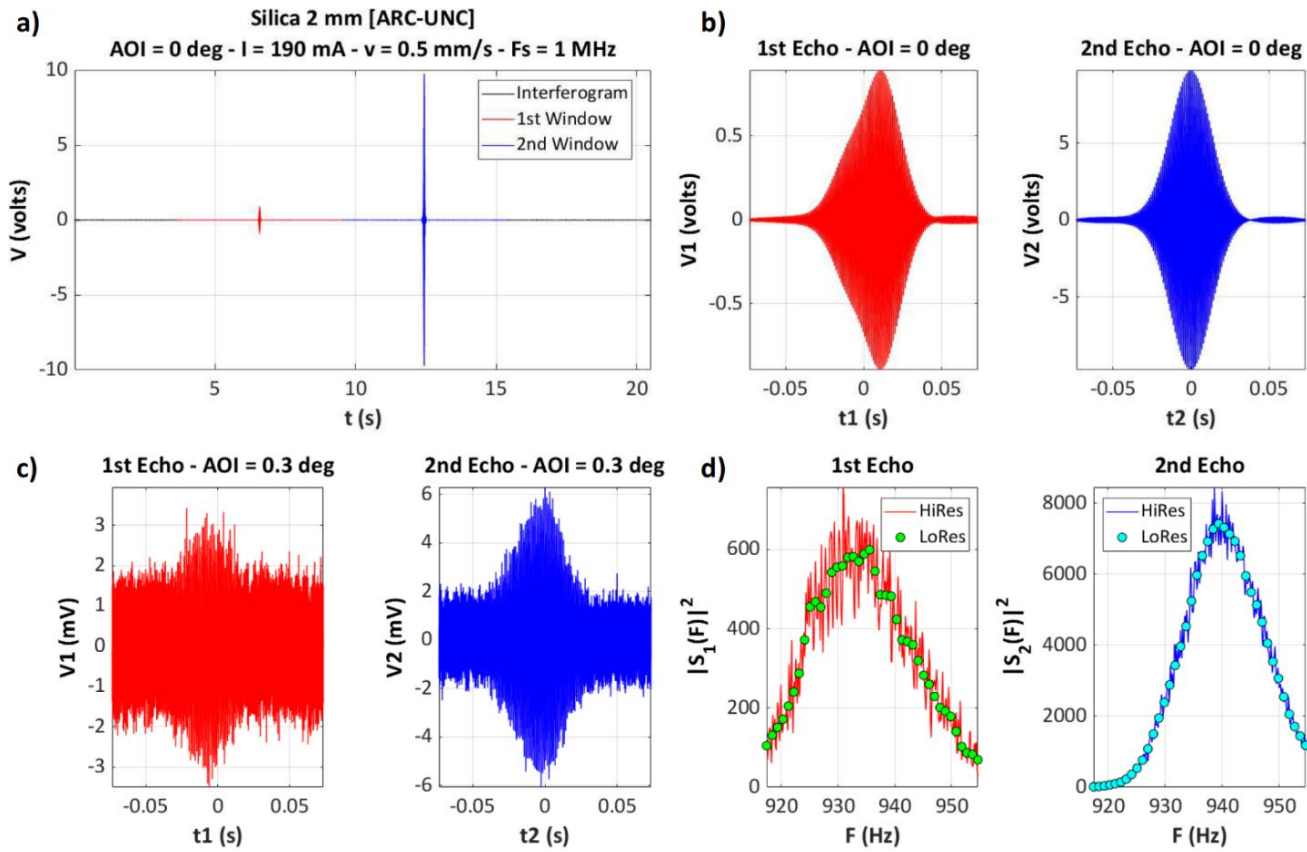 a)
Silica 2 mm [ARC-UNC]
AOI = 0 deg - I = 190 mA - v = 0.5 mm/s - Fs = 1 MHz
Interferogram
1st Window
2nd Window
10
5
0
-5
-10
V (volts)
5
10
15
20
t (s)
b)
1st Echo - AOI = 0 deg
0.5
0
-0.5
V1 (volts)
-0.05
0
0.05
t1 (s)
2nd Echo - AOI = 0 deg
5
0
-5
V2 (volts)
-0.05
0
0.05
t2 (s)
c)
1st Echo - AOI = 0.3 deg
3
2
1
0
-1
-2
-3
V1 (mV)
-0.05
0
0.05
t1 (s)
2nd Echo - AOI = 0.3 deg
6
4
2
0
-2
-4
-6
V2 (mV)
-0.05
0
0.05
t2 (s)
d)
1st Echo
HiRes
LoRes
600
400
200
0
|S₁(F)|²
920
930
940
950
F (Hz)
2nd Echo
HiRes
LoRes
8000
6000
4000
2000
0
|S₂(F)|²
920
930
940
950
F (Hz)